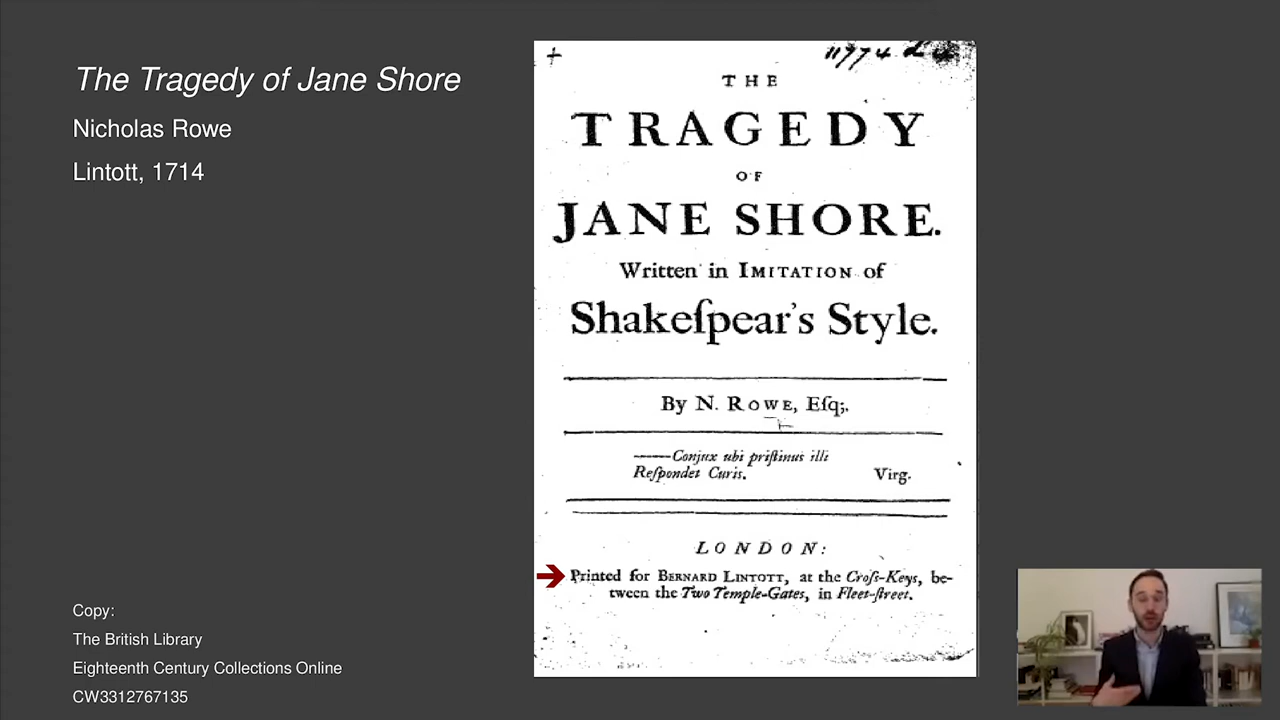 The Tragedy of Jane Shore
Nicholas Rowe
Lintott, 1714
THE
TRAGEDY
OF
JANE SHORE.
Written in IMITATION of
Shakeſpear's Style.
By N. ROWE, Eſq;.
——Conjux ubi priſtinus illi
Reſpondet Curis. Virg.
LONDON:
Printed for BERNARD LINTOTT, at the Croſs-Keys, be-
tween the Two Temple-Gates, in Fleet-ſtreet.
Copy:
The British Library
Eighteenth Century Collections Online
CW3312767135